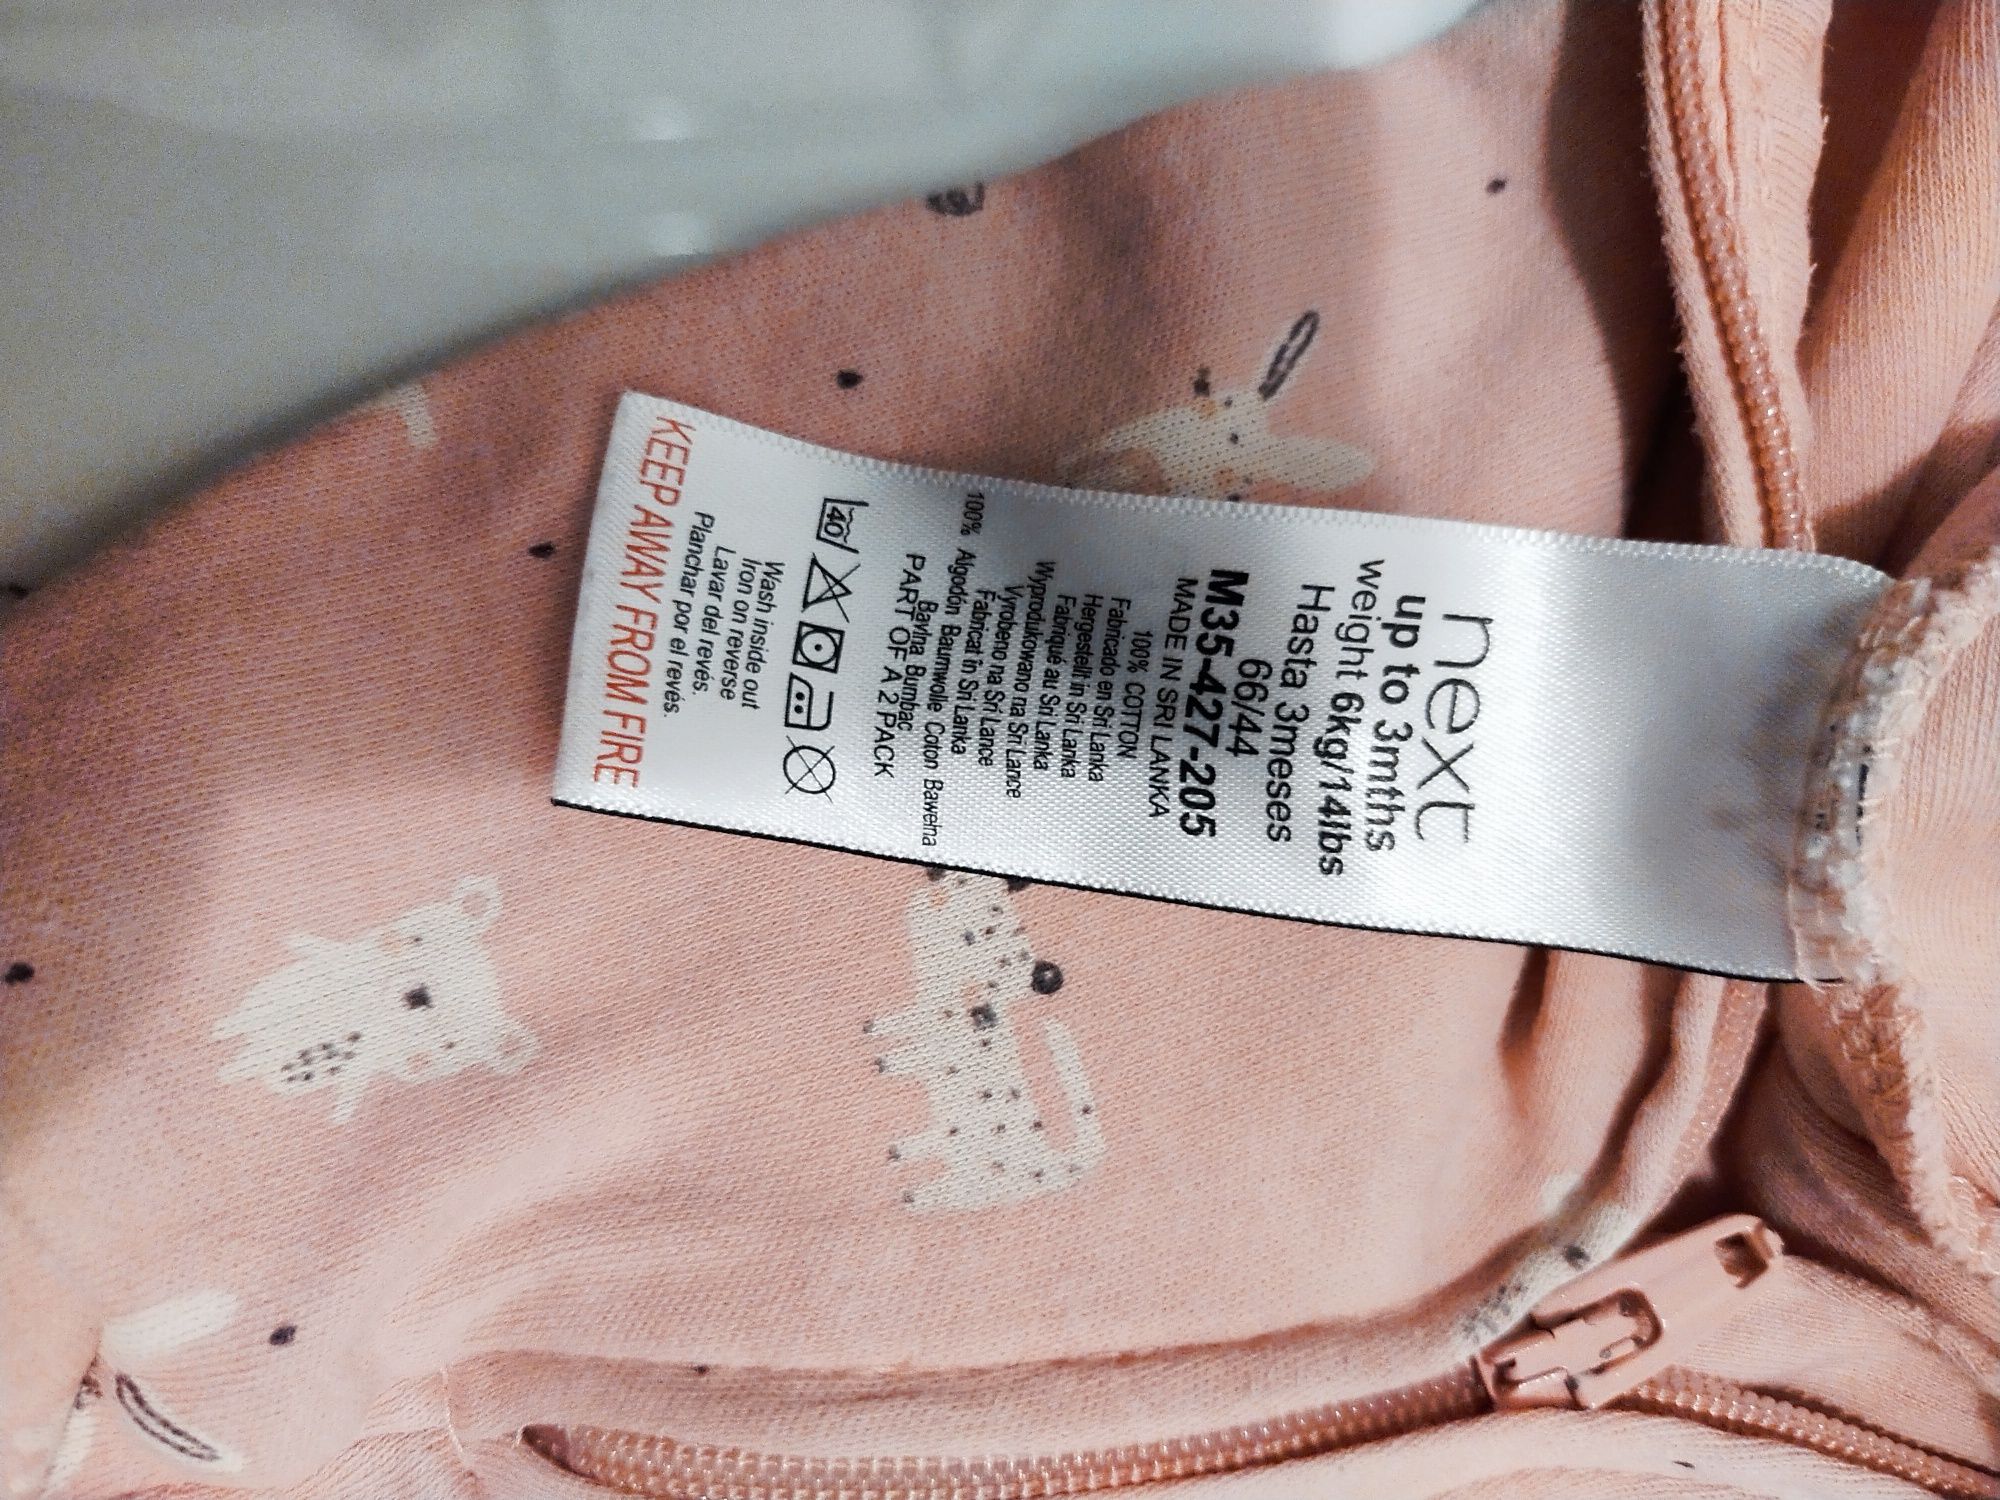 next
up to 3mths
weight 6kg/14lbs
Hasta 3meses
66/44
M35-427-205
MADE IN SRI LANKA
100% COTTON
Fabricado en Sri Lanka
Hergestellt in Sri Lanka
Fabriqué au Sri Lanka
Wyprodukowano na Sri Lance
Vyrobeno na Sri Lance
Fabricat în Sri Lanka
100% Algodón Baumwolle Coton Bawełna
Bavlna Bumbac
PART OF A 2 PACK
40
Wash inside out
Iron on reverse
Lavar del revés.
Planchar por el revés.
KEEP AWAY FROM FIRE